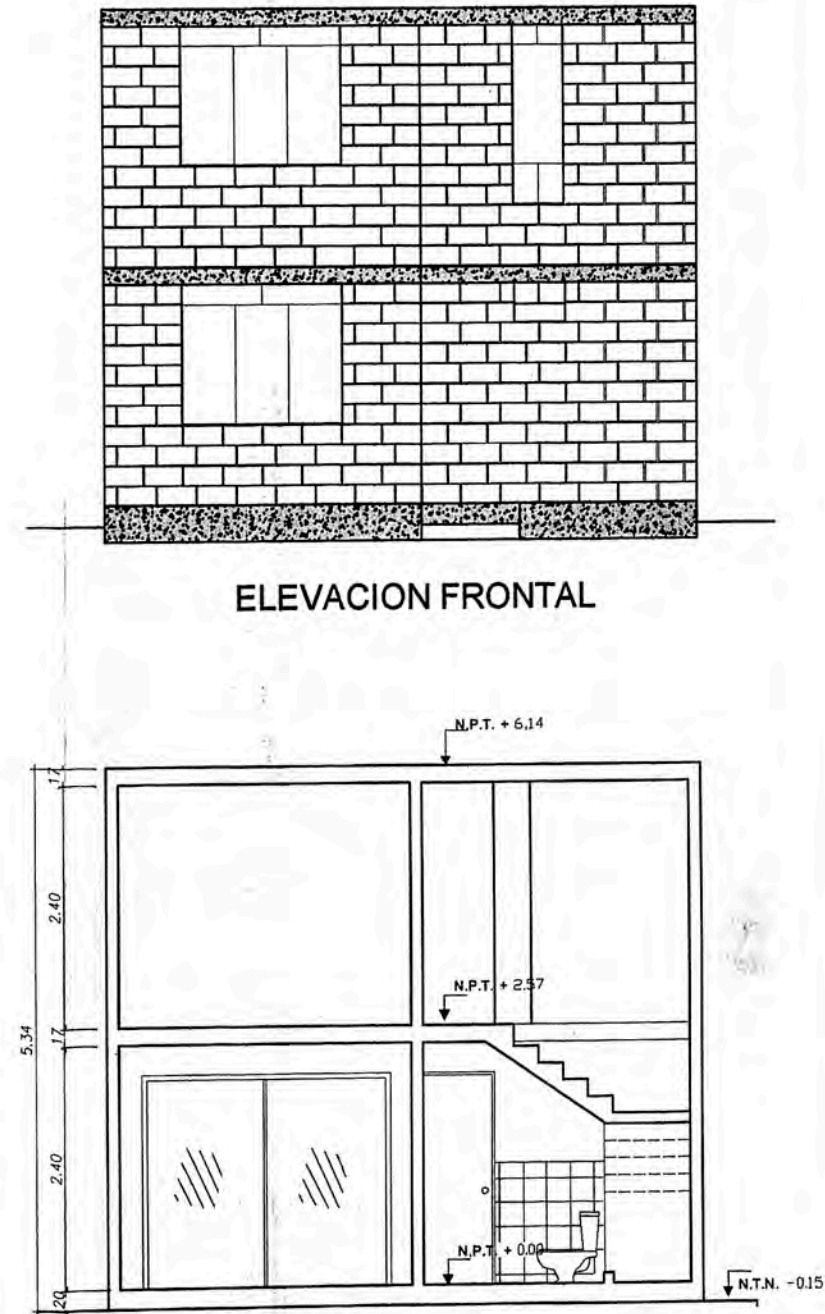 ELEVACION FRONTAL
N.P.T. + 6.14
.17
2.40
N.P.T. + 2.57
5.34
.17
2.40
N.P.T. + 0.00
.20
N.T.N. -0.15